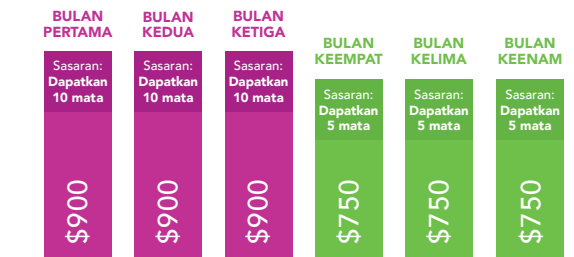 BULAN
PERTAMA
Sasaran:
Dapatkan
10 mata
$900
BULAN
KEDUA
Sasaran:
Dapatkan
10 mata
$900
BULAN
KETIGA
Sasaran:
Dapatkan
10 mata
$900
BULAN
KEEMPAT
Sasaran:
Dapatkan
5 mata
$750
BULAN
KELIMA
Sasaran:
Dapatkan
5 mata
$750
BULAN
KEENAM
Sasaran:
Dapatkan
5 mata
$750